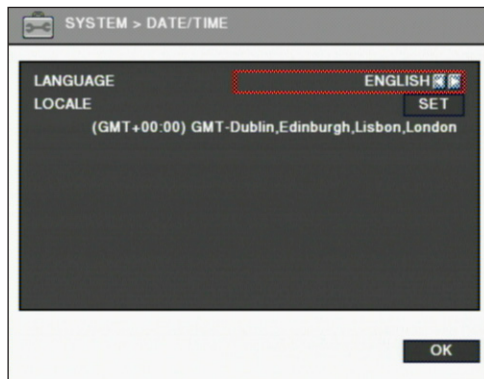 SYSTEM > DATE/TIME
LANGUAGE ENGLISH
LOCALE SET
(GMT+00:00) GMT-Dublin,Edinburgh,Lisbon,London
OK